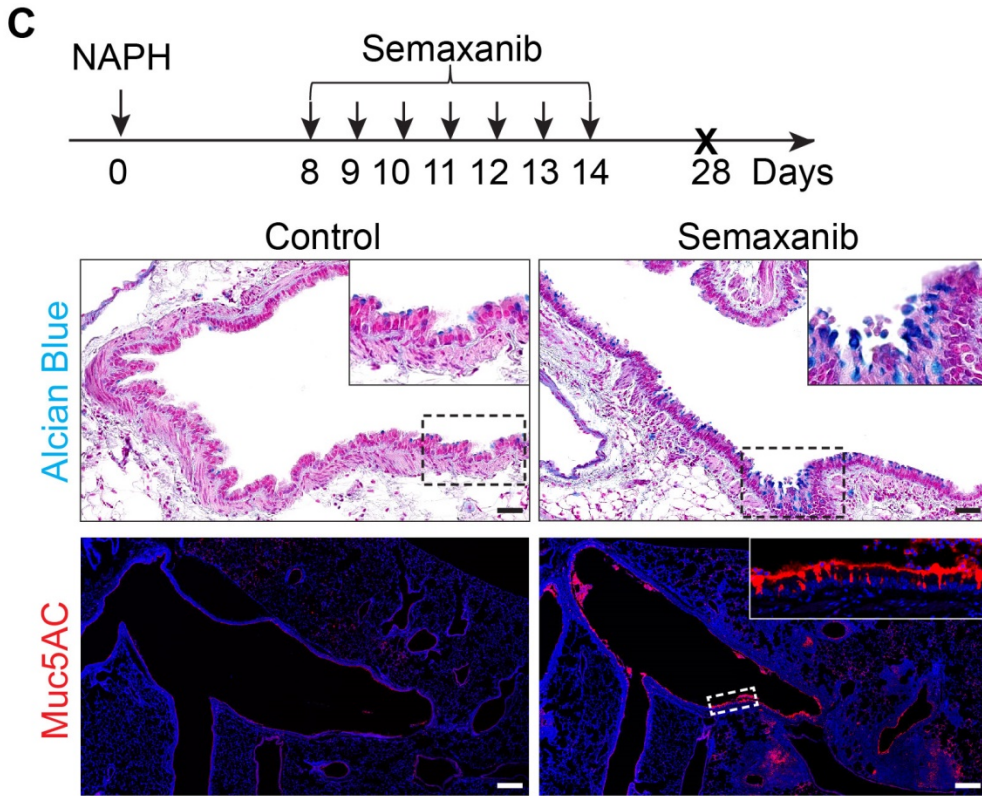 C
NAPH
Semaxanib
0 8 9 10 11 12 13 14 28 Days
Control
Semaxanib
Alcian Blue
Muc5AC